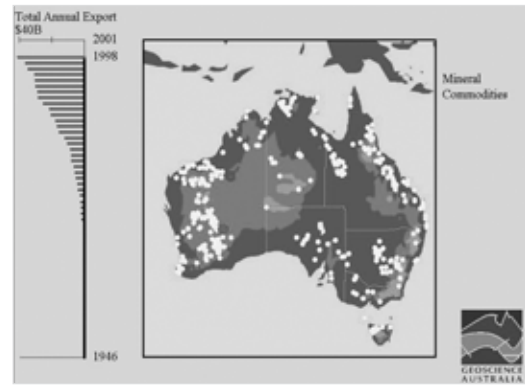 Total Annual Export
$40B
2001
1998
Mineral
Commodities
1946
GEOSCIENCE
AUSTRALIA